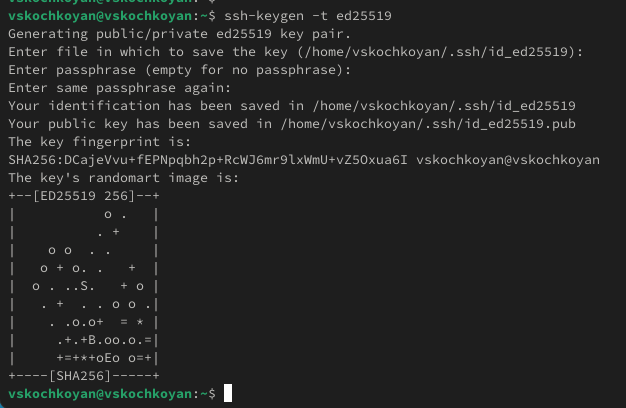 vskochkoyan@vskochkoyan:~$ ssh-keygen -t ed25519
Generating public/private ed25519 key pair.
Enter file in which to save the key (/home/vskochkoyan/.ssh/id_ed25519):
Enter passphrase (empty for no passphrase):
Enter same passphrase again:
Your identification has been saved in /home/vskochkoyan/.ssh/id_ed25519
Your public key has been saved in /home/vskochkoyan/.ssh/id_ed25519.pub
The key fingerprint is:
SHA256:DCajeVvu+fEPNpqbh2p+RcWJ6mr9lxWmU+vZ5Oxua6I vskochkoyan@vskochkoyan
The key's randomart image is:
+--[ED25519 256]--+
|           o .   |
|          . +    |
|    o o  . .     |
|   o + o. .   +  |
|  o . ..S.   + o |
|   . +  . . o o .|
|    . .o.o+  = * |
|     .+.+B.oo.o.=|
|     +=+*+oEo o=+|
+----[SHA256]-----+
vskochkoyan@vskochkoyan:~$